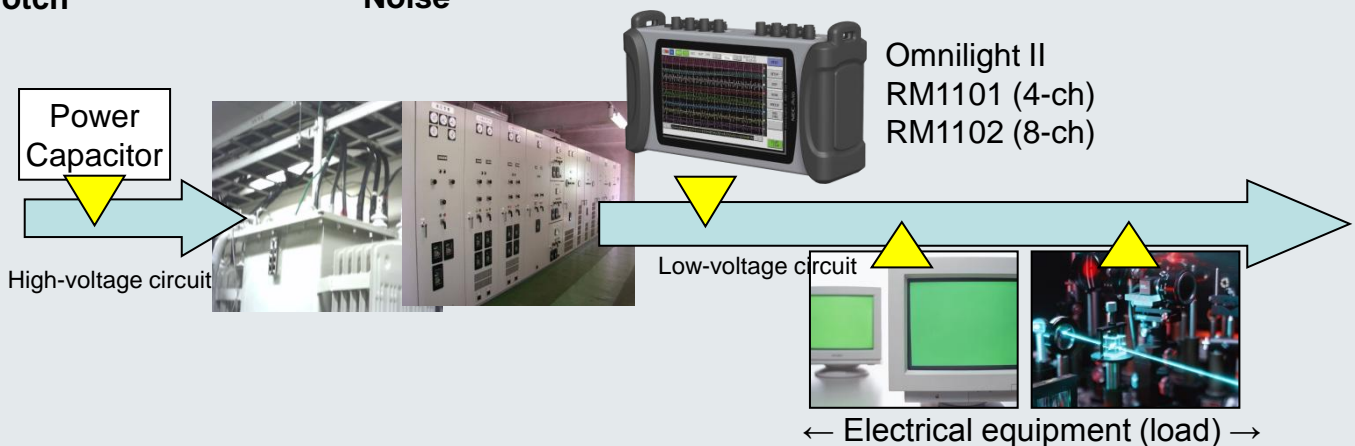 Noise
Omnilight II
RM1101 (4-ch)
RM1102 (8-ch)
Power
Capacitor
High-voltage circuit
Low-voltage circuit
← Electrical equipment (load) →